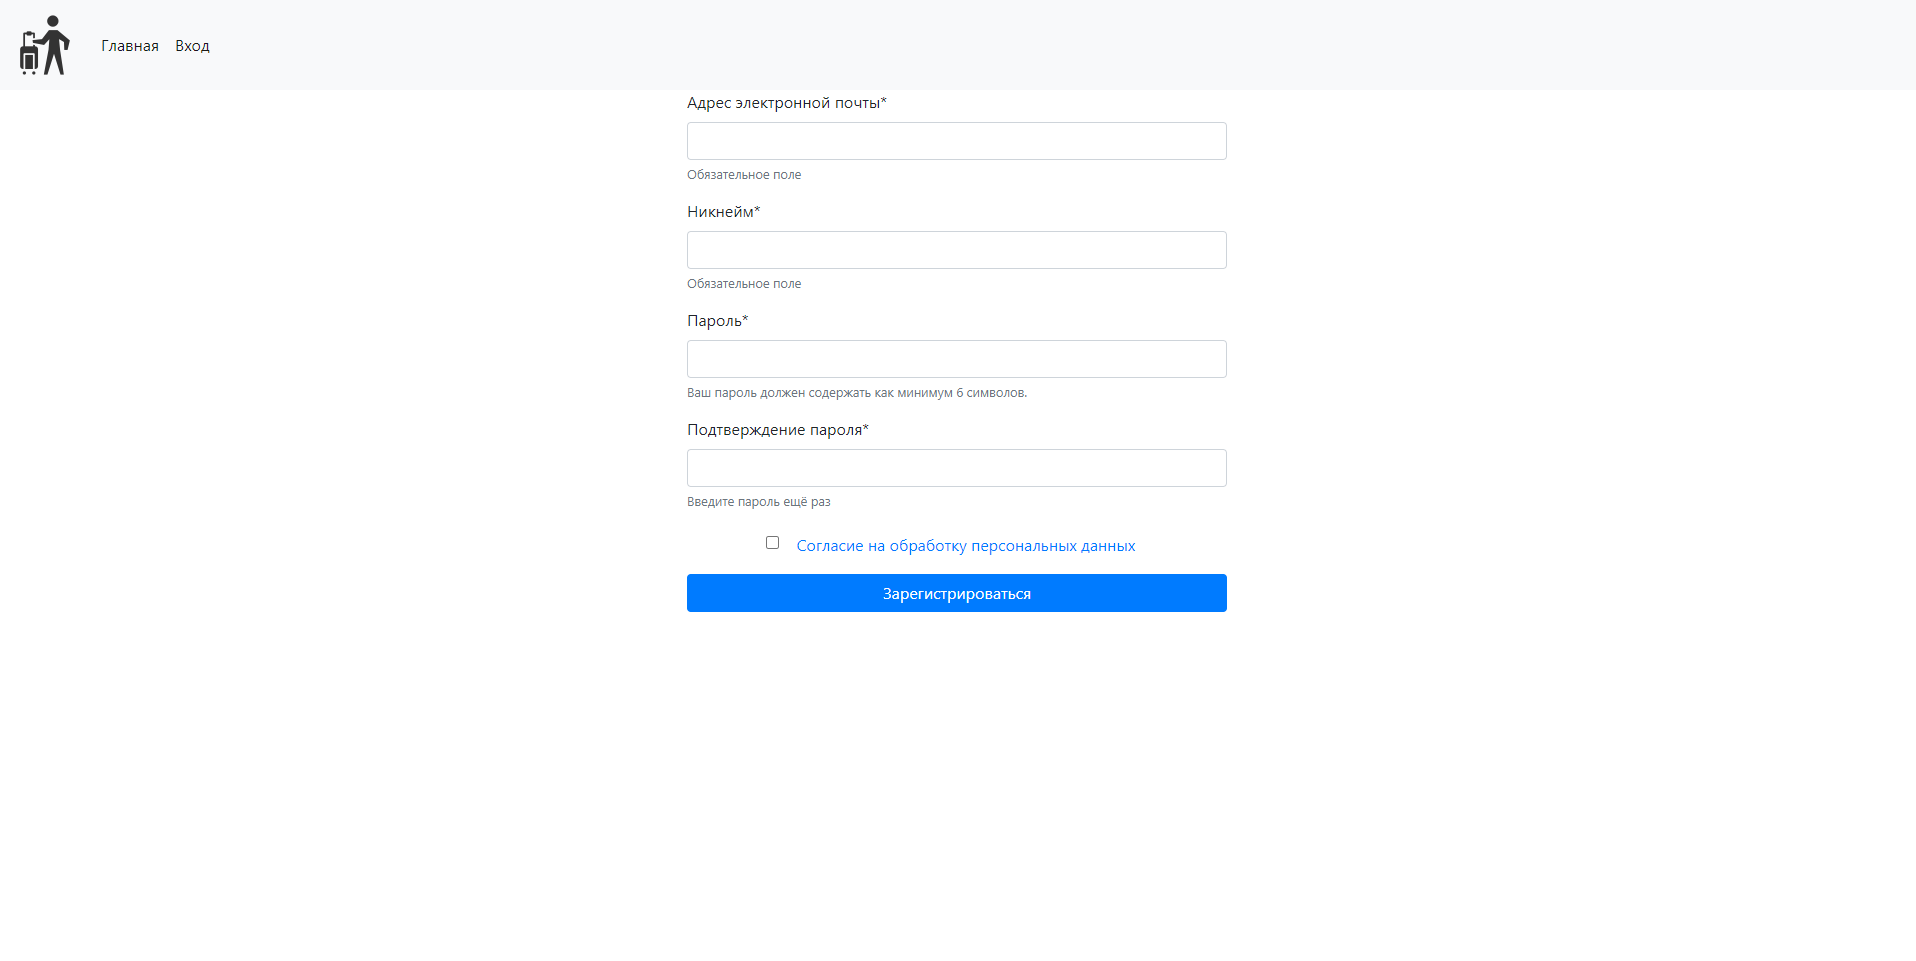 Главная Вход
Адрес электронной почты*
Обязательное поле
Никнейм*
Обязательное поле
Пароль*
Ваш пароль должен содержать как минимум 6 символов.
Подтверждение пароля*
Введите пароль ещё раз
Согласие на обработку персональных данных
Зарегистрироваться